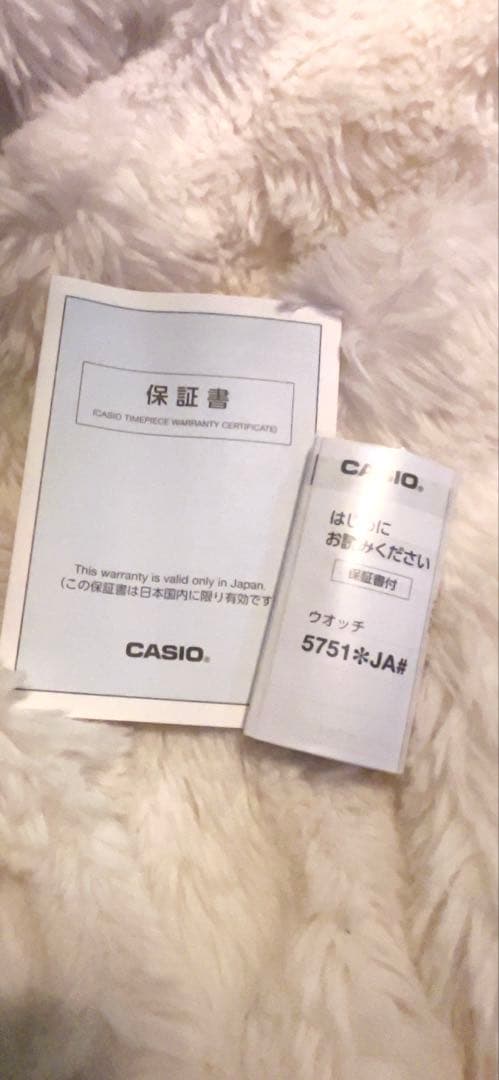 保証書
(CASIO TIMEPIECE WARRANTY CERTIFICATE)
This warranty is valid only in Japan.
(この保証書は日本国内に限り有効です
CASIO®
CASIO®
はじめに
お読みください
保証書付
ウオッチ
5751＊JA#